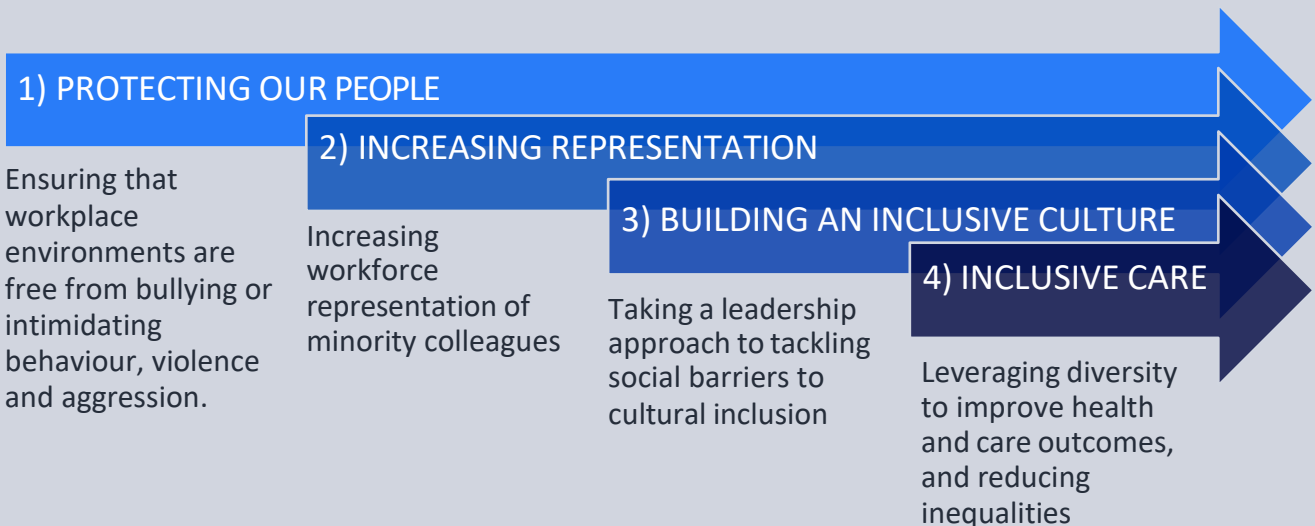 1) PROTECTING OUR PEOPLE
Ensuring that
workplace
environments are
free from bullying or
intimidating
behaviour, violence
and aggression.
2) INCREASING REPRESENTATION
Increasing
workforce
representation of
minority colleagues
3) BUILDING AN INCLUSIVE CULTURE
Taking a leadership
approach to tackling
social barriers to
cultural inclusion
4) INCLUSIVE CARE
Leveraging diversity
to improve health
and care outcomes,
and reducing
inequalities